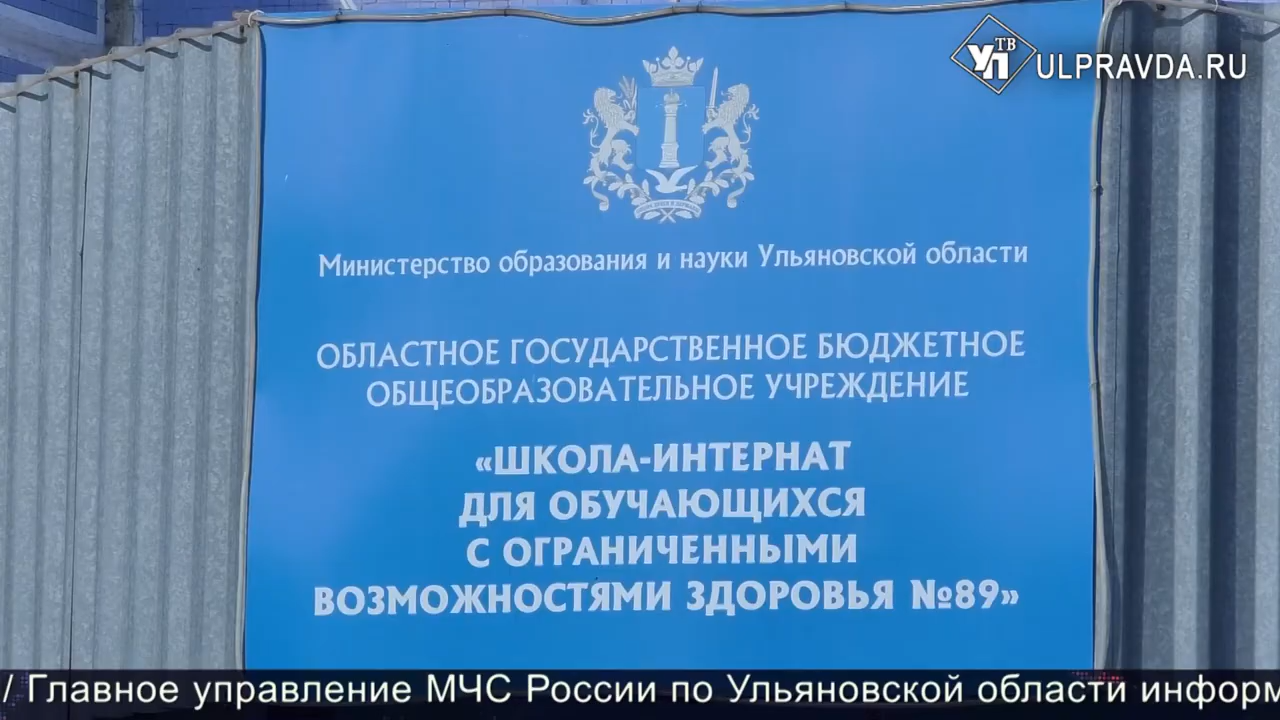 УП ТВ ULPRAVDA.RU
Министерство образования и науки Ульяновской области
ОБЛАСТНОЕ ГОСУДАРСТВЕННОЕ БЮДЖЕТНОЕ
ОБЩЕОБРАЗОВАТЕЛЬНОЕ УЧРЕЖДЕНИЕ
«ШКОЛА-ИНТЕРНАТ
ДЛЯ ОБУЧАЮЩИХСЯ
С ОГРАНИЧЕННЫМИ
ВОЗМОЖНОСТЯМИ ЗДОРОВЬЯ №89»
/ Главное управление МЧС России по Ульяновской области информ